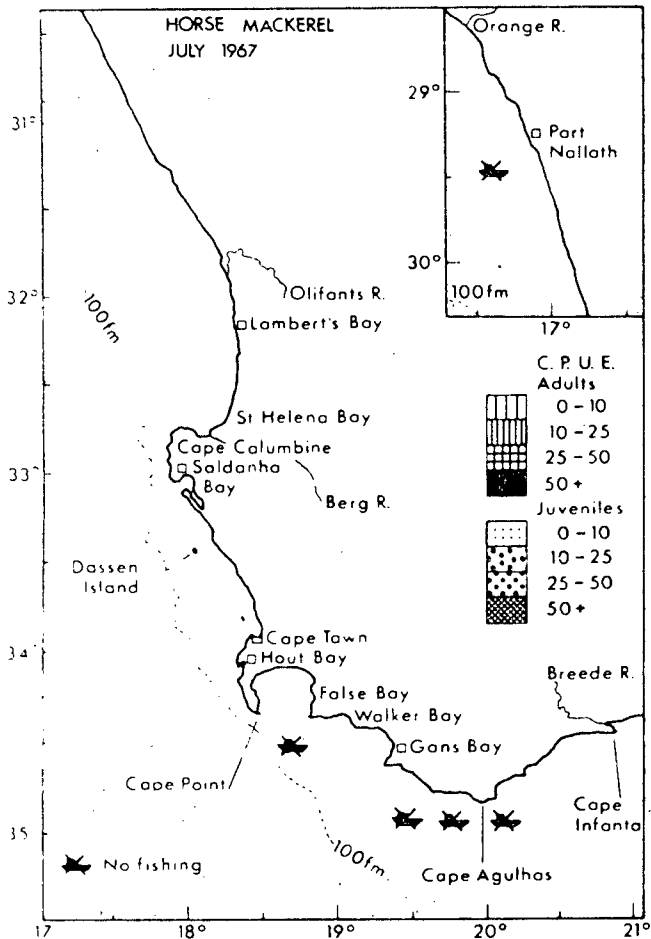 HORSE MACKEREL
JULY 1967
Orange R.
29°
Part
Nallath
30°
100fm
17°
31°
32°
33°
34°
35
100fm
Olifants R.
Lambert's Bay
St Helena Bay
Cape Calumbine
Saldanha
Bay
Berg R.
Dassen
Island
Cape Town
Hout Bay
False Bay
Walker Bay
Gans Bay
Breede R.
Cape Point
Cape
Infanta
100fm.
Cape Agulhas
No fishing
C. P. U. E.
Adults
0-10
10-25
25-50
50+
Juveniles
0-10
10-25
25-50
50+
17
18°
19°
20°
21°